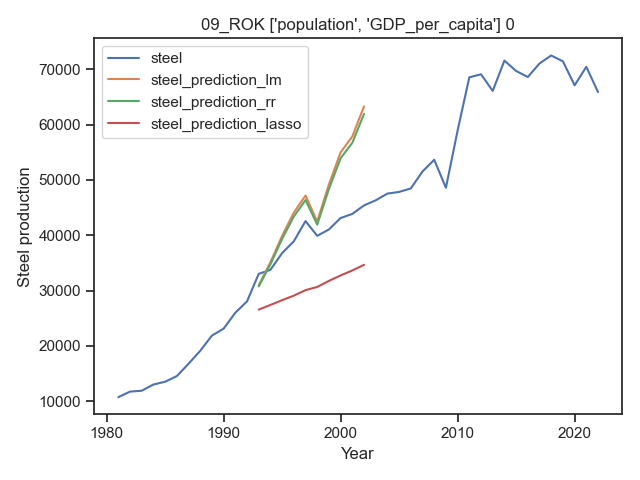 09_ROK ['population', 'GDP_per_capita'] 0
steel
steel_prediction_lm
steel_prediction_rr
steel_prediction_lasso
70000
60000
50000
40000
30000
20000
10000
Steel production
1980 1990 2000 2010 2020
Year